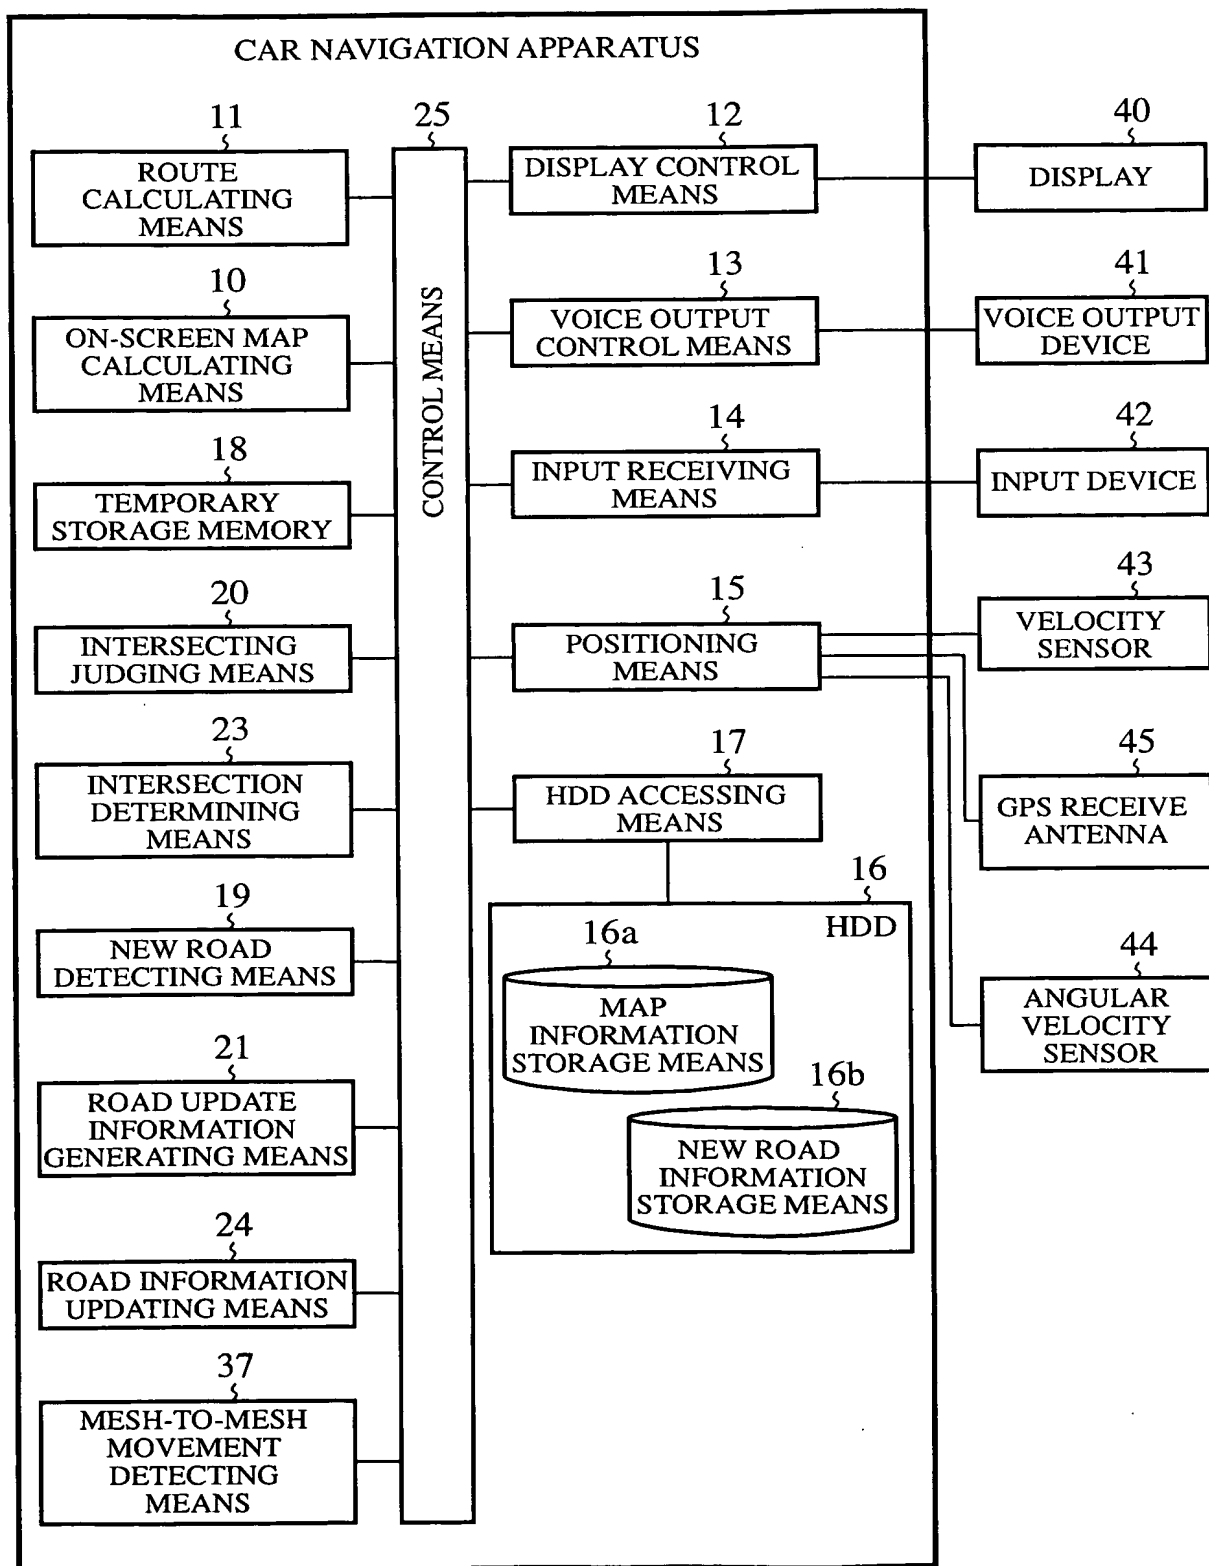 CAR NAVIGATION APPARATUS
11
ROUTE
CALCULATING
MEANS
10
ON-SCREEN MAP
CALCULATING
MEANS
18
TEMPORARY
STORAGE MEMORY
20
INTERSECTING
JUDGING MEANS
23
INTERSECTION
DETERMINING
MEANS
19
NEW ROAD
DETECTING MEANS
21
ROAD UPDATE
INFORMATION
GENERATING MEANS
24
ROAD INFORMATION
UPDATING MEANS
37
MESH-TO-MESH
MOVEMENT
DETECTING
MEANS
25
CONTROL MEANS
12
DISPLAY CONTROL
MEANS
13
VOICE OUTPUT
CONTROL MEANS
14
INPUT RECEIVING
MEANS
15
POSITIONING
MEANS
17
HDD ACCESSING
MEANS
16
HDD
16a
MAP
INFORMATION
STORAGE MEANS
16b
NEW ROAD
INFORMATION
STORAGE MEANS
40
DISPLAY
41
VOICE OUTPUT
DEVICE
42
INPUT DEVICE
43
VELOCITY
SENSOR
45
GPS RECEIVE
ANTENNA
44
ANGULAR
VELOCITY
SENSOR